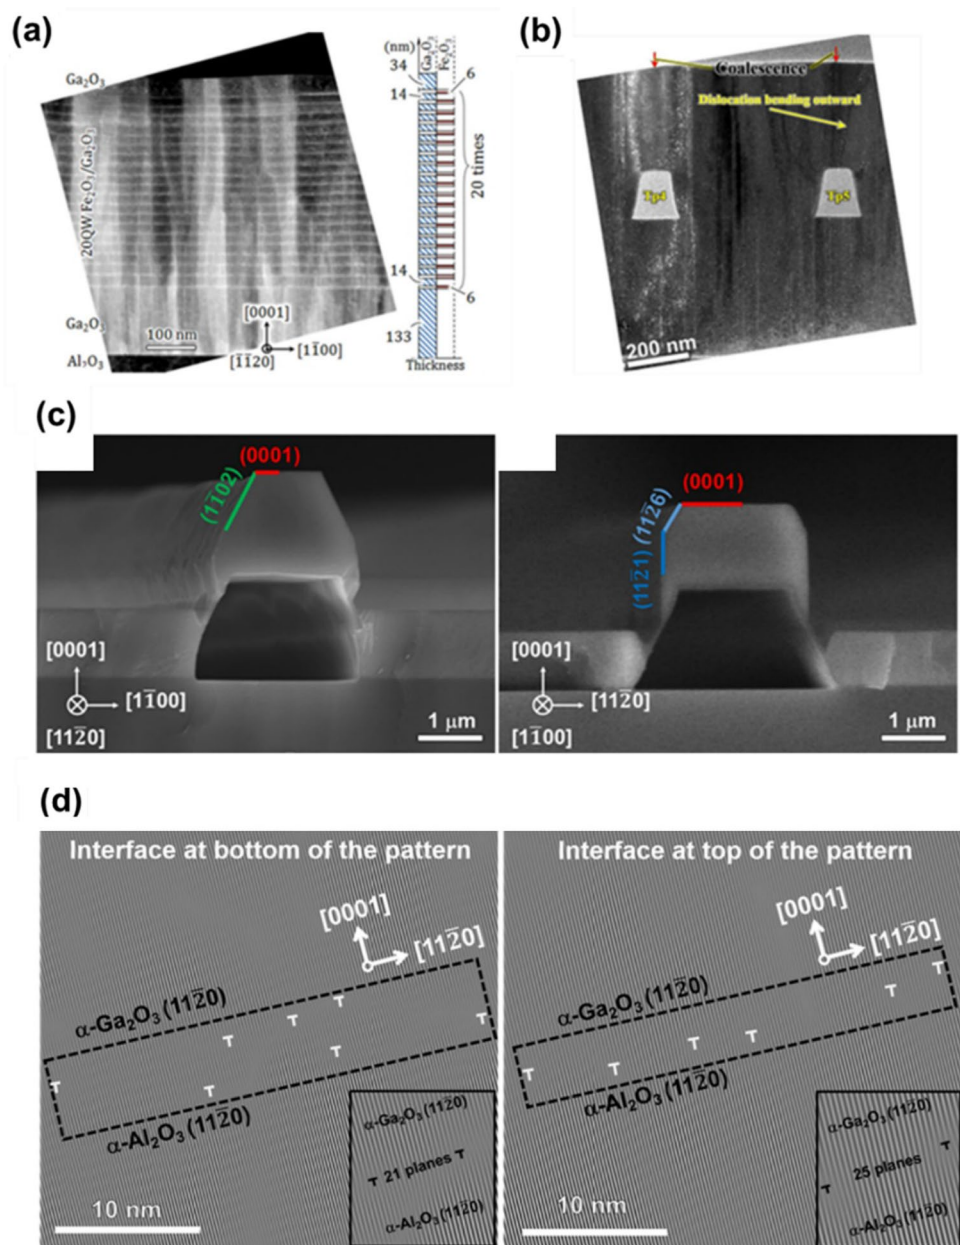 (a)
Ga₂O₃
20QW Fe₂O₃/Ga₂O₃
Ga₂O₃
Al₂O₃
100 nm
[0001]
[1̅1̅20]
[11̅00]
(nm)
Ga₂O₃
Fe₂O₃
34
14
6
20 times
14
6
133
Thickness
(b)
Coalescence
Dislocation bending outward
Tp4
Tp5
200 nm
(c)
(0001)
(11̅02)
[0001]
[11̅00]
[112̅0]
1 μm
(0001)
(112̅6)
(112̅1)
[0001]
[112̅0]
[11̅00]
1 μm
(d)
Interface at bottom of the pattern
[0001]
[112̅0]
α-Ga₂O₃(112̅0)
α-Al₂O₃(112̅0)
α-Ga₂O₃(112̅0)
21 planes
α-Al₂O₃(112̅0)
10 nm
Interface at top of the pattern
[0001]
[112̅0]
α-Ga₂O₃(112̅0)
α-Al₂O₃(112̅0)
α-Ga₂O₃(112̅0)
25 planes
α-Al₂O₃(112̅0)
10 nm